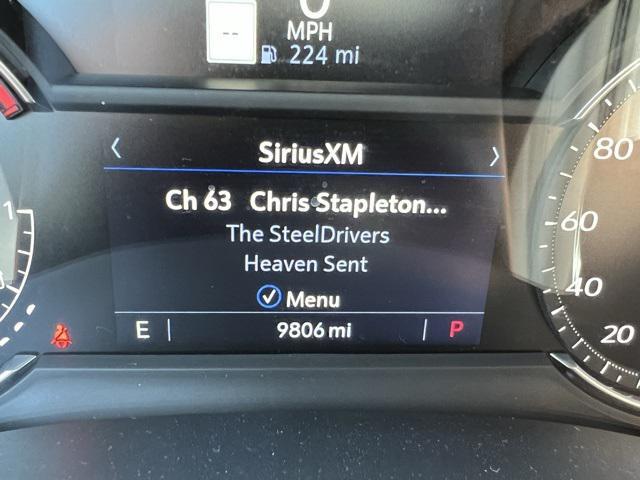 0
MPH
--
224 mi
SiriusXM
Ch 63 Chris Stapleton...
The SteelDrivers
Heaven Sent
Menu
E 9806 mi P
1
80
60
40
20